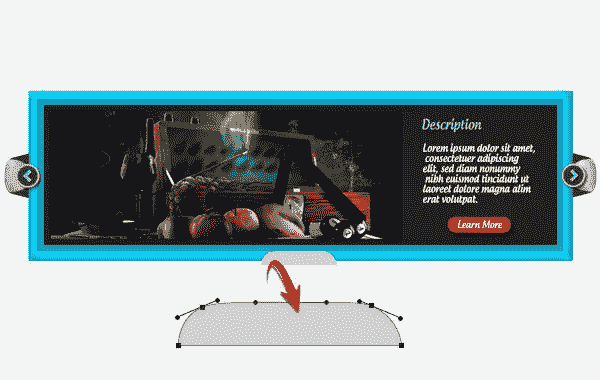 Description
Lorem ipsum dolor sit amet,
consectetuer adipiscing
elit, sed diam nonummy
nibh euismod tincidunt ut
laoreet dolore magna alim
erat volutpat.
Learn More